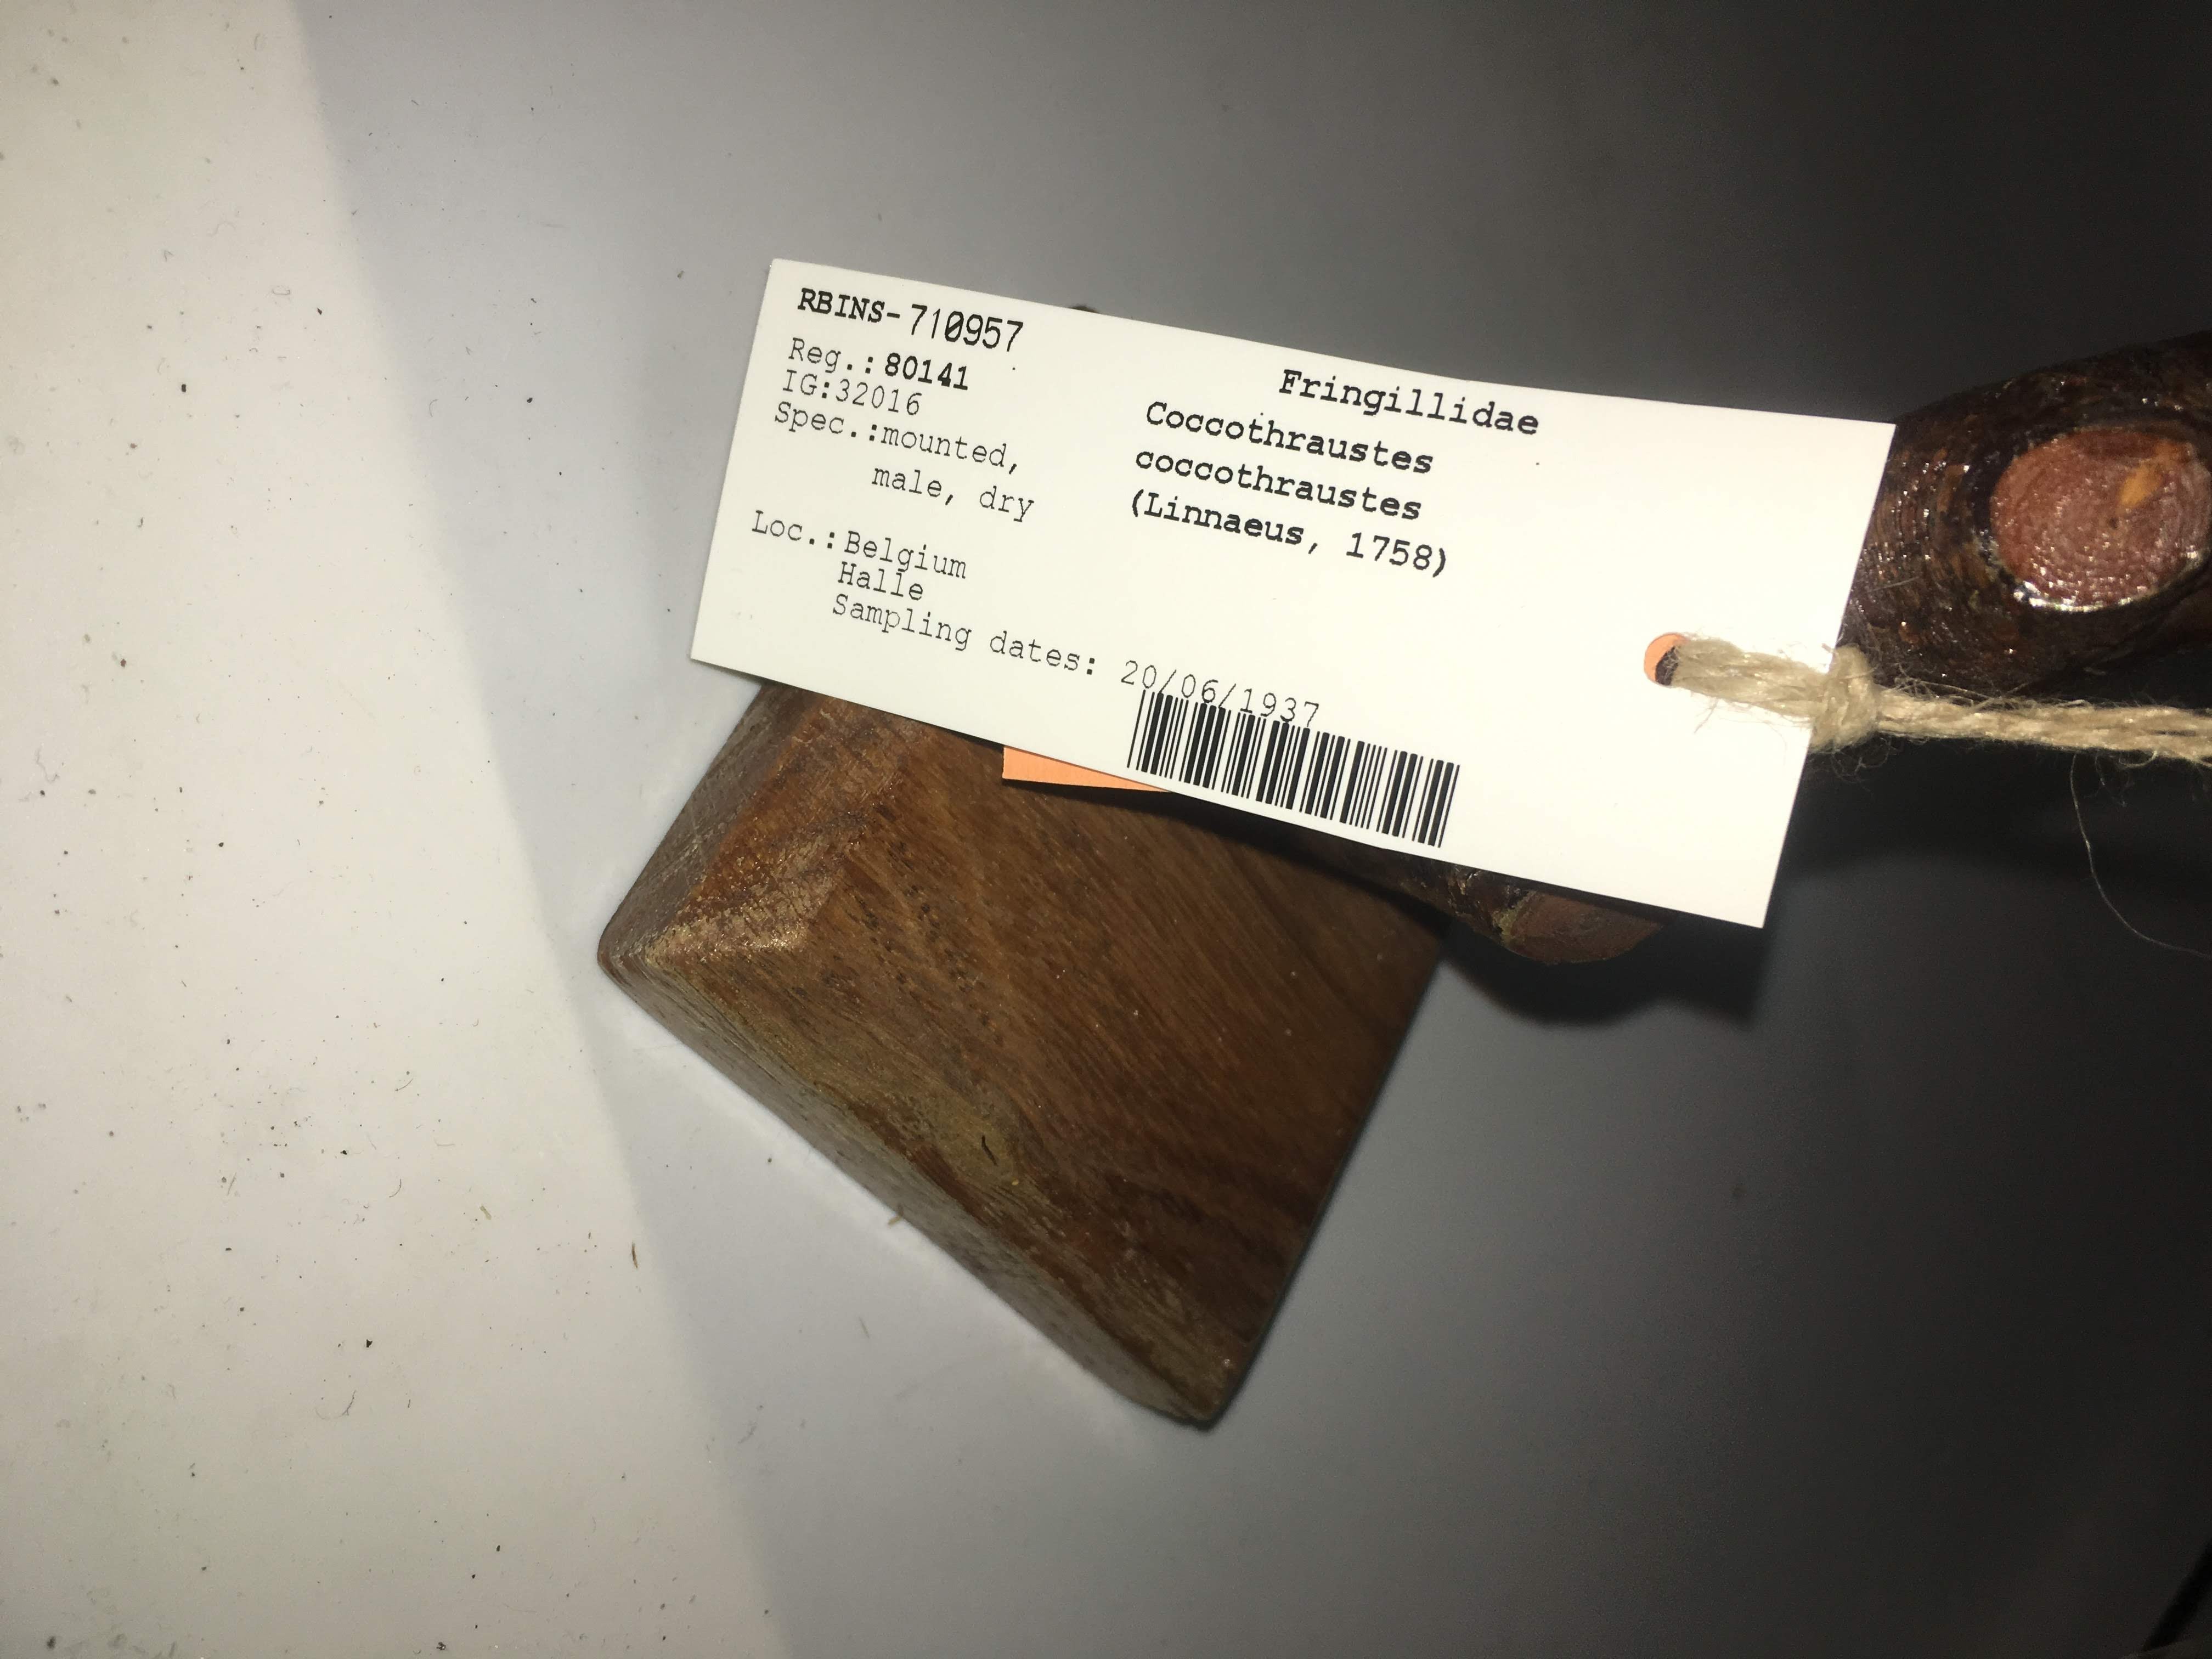 RBINS-710957
Reg.:80141
IG:32016
Spec.:mounted,
male, dry
Loc.:Belgium
Halle
Sampling dates: 20/06/1937
Fringillidae
Coccothraustes
coccothraustes
(Linnaeus, 1758)